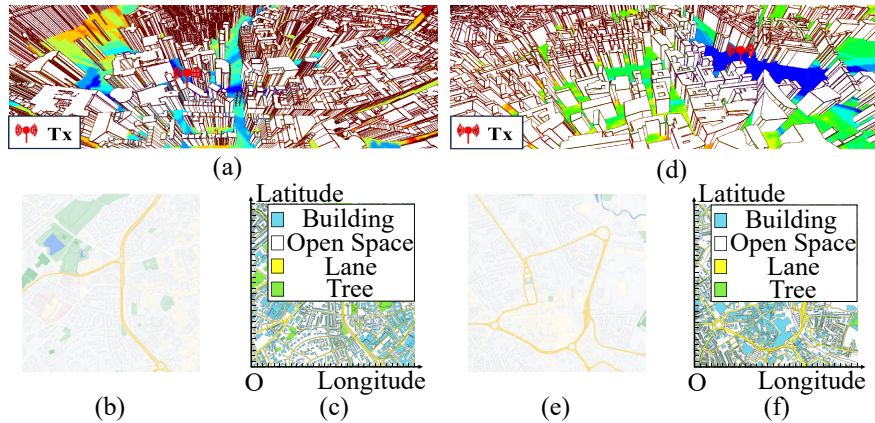 Tx
Tx
(a)
(d)
Latitude
Building
Open Space
Lane
Tree
O
Longitude
Latitude
Building
Open Space
Lane
Tree
O
Longitude
(b)
(c)
(e)
(f)